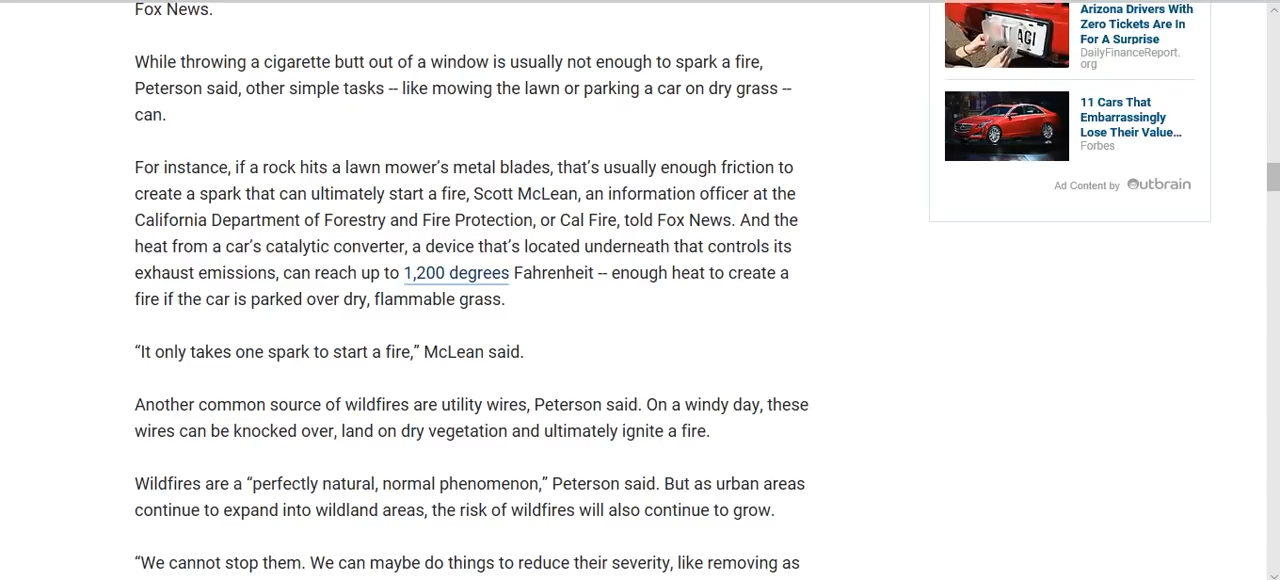 Fox News.
While throwing a cigarette butt out of a window is usually not enough to spark a fire,
Peterson said, other simple tasks -- like mowing the lawn or parking a car on dry grass --
can.
For instance, if a rock hits a lawn mower’s metal blades, that’s usually enough friction to
create a spark that can ultimately start a fire, Scott McLean, an information officer at the
California Department of Forestry and Fire Protection, or Cal Fire, told Fox News. And the
heat from a car’s catalytic converter, a device that’s located underneath that controls its
exhaust emissions, can reach up to 1,200 degrees Fahrenheit -- enough heat to create a
fire if the car is parked over dry, flammable grass.
“It only takes one spark to start a fire,” McLean said.
Another common source of wildfires are utility wires, Peterson said. On a windy day, these
wires can be knocked over, land on dry vegetation and ultimately ignite a fire.
Wildfires are a “perfectly natural, normal phenomenon,” Peterson said. But as urban areas
continue to expand into wildland areas, the risk of wildfires will also continue to grow.
“We cannot stop them. We can maybe do things to reduce their severity, like removing as
Arizona Drivers With
Zero Tickets Are In
For A Surprise
DailyFinanceReport.
org
11 Cars That
Embarrassingly
Lose Their Value...
Forbes
Ad Content by Outbrain